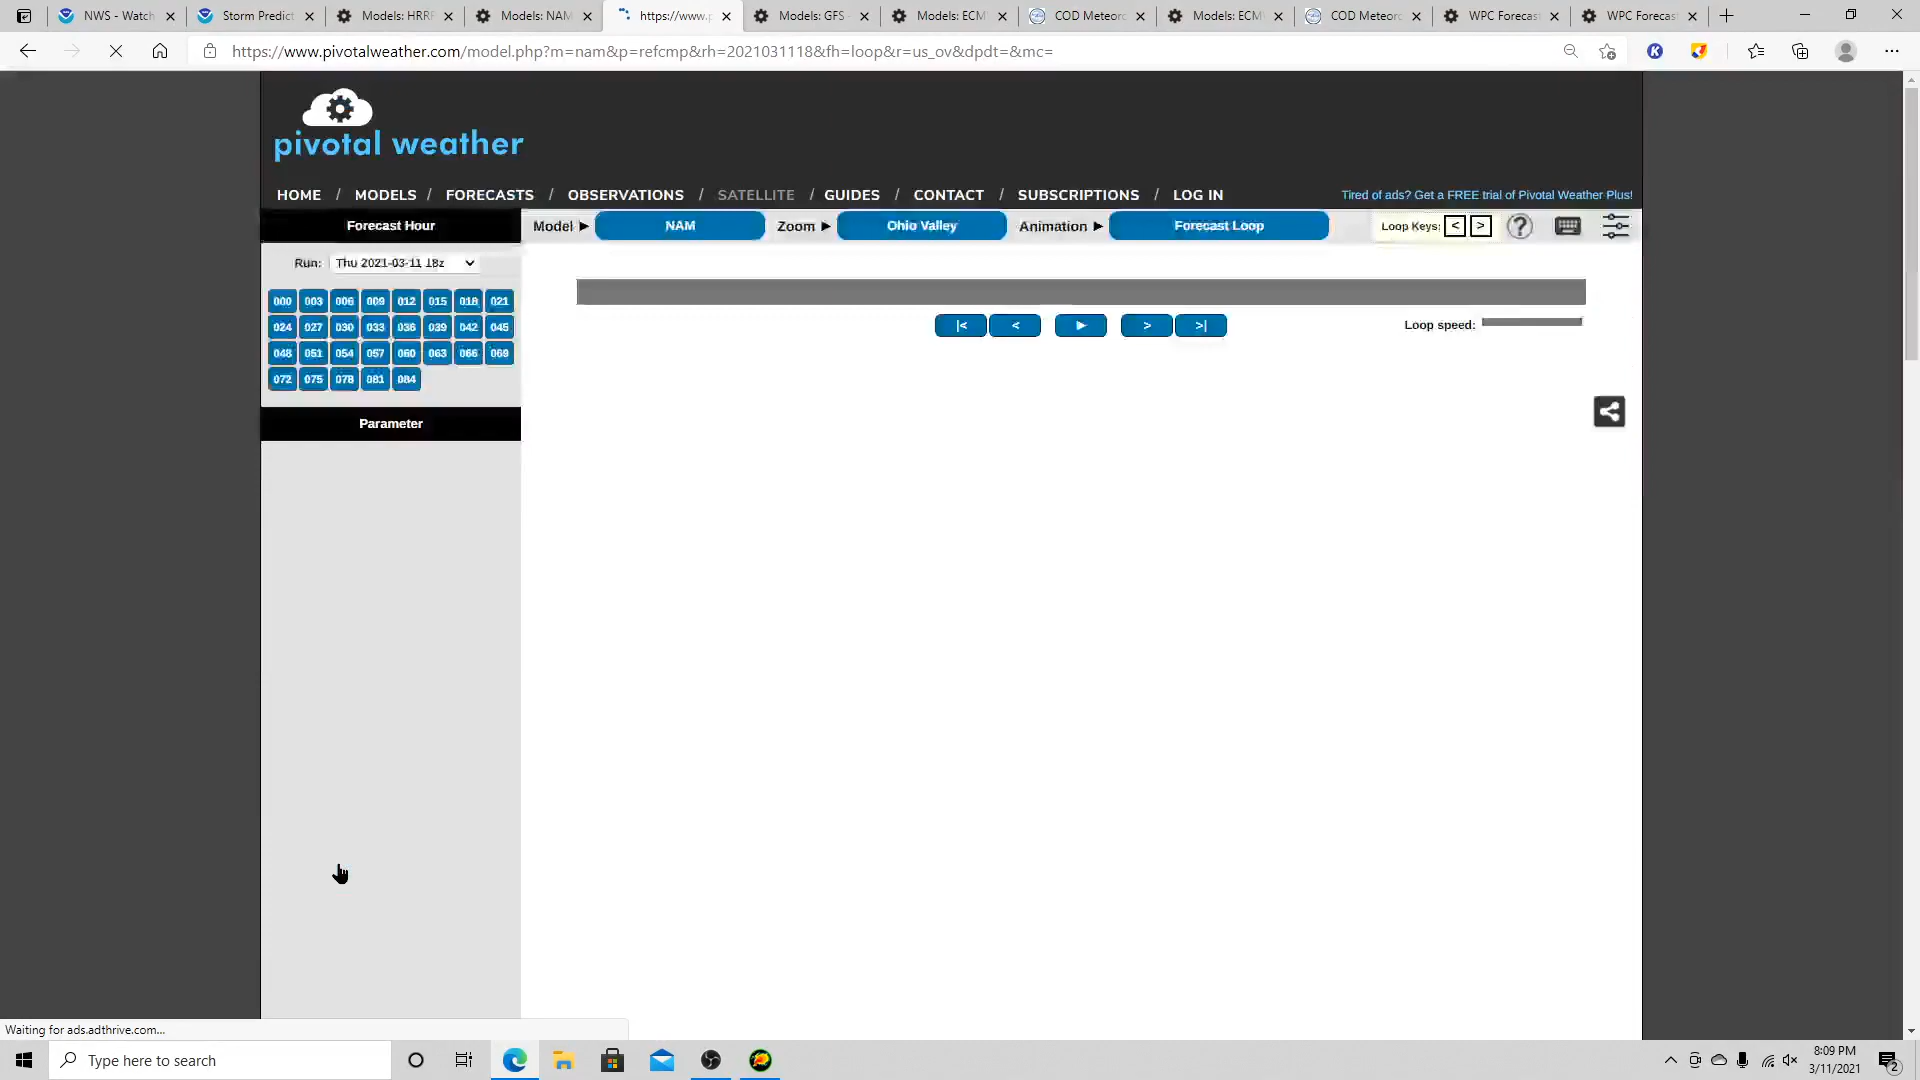 NWS - Watch
Storm Predict
Models: HRRR
Models: NAM
https://www.p
Models: GFS -
Models: ECMW
COD Meteoro
Models: ECMW
COD Meteoro
WPC Forecast
WPC Forecast
https://www.pivotalweather.com/model.php?m=nam&p=refcmp&rh=2021031118&fh=loop&r=us_ov&dpdt=&mc=
pivotal weather
HOME / MODELS / FORECASTS / OBSERVATIONS / SATELLITE / GUIDES / CONTACT / SUBSCRIPTIONS / LOG IN
Tired of ads? Get a FREE trial of Pivotal Weather Plus!
Forecast Hour
Model ▶ NAM Zoom ▶ Ohio Valley Animation ▶ Forecast Loop Loop Keys: < > ?
Run: Thu 2021-03-11 18z
000 003 006 009 012 015 018 021
024 027 030 033 036 039 042 045
048 051 054 057 060 063 066 069
072 075 078 081 084
|< < ▶ > >|
Loop speed:
Parameter
Waiting for ads.adthrive.com...
Type here to search
8:09 PM
3/11/2021
2